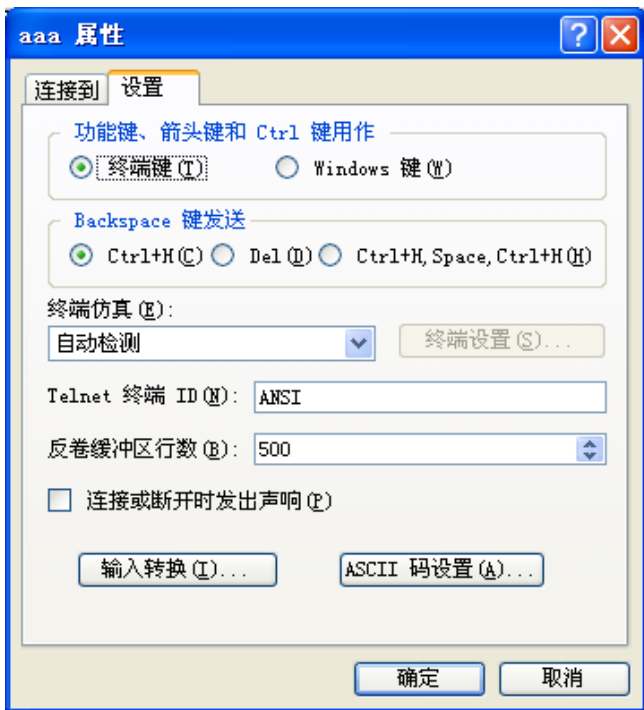 aaa 属性
连接到 设置
功能键、箭头键和 Ctrl 键用作
终端键(T) Windows 键(W)
Backspace 键发送
Ctrl+H(C) Del(D) Ctrl+H, Space, Ctrl+H(H)
终端仿真(E):
自动检测 终端设置(S)...
Telnet 终端 ID(N): ANSI
反卷缓冲区行数(B): 500
连接或断开时发出声响(P)
输入转换(I)... ASCII 码设置(A)...
确定 取消